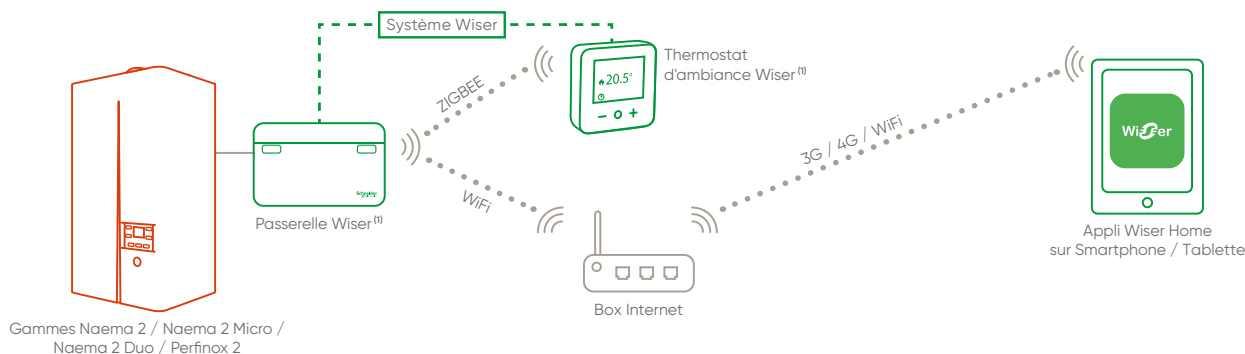 Système Wiser
Thermostat
d'ambiance Wiser (1)
20.5°
ZIGBEE
WiFi
3G / 4G / WiFi
Wiser
Schneider
Passerelle Wiser (1)
Box Internet
Appli Wiser Home
sur Smartphone / Tablette
Gammes Naema 2 / Naema 2 Micro /
Naema 2 Duo / Perfinox 2